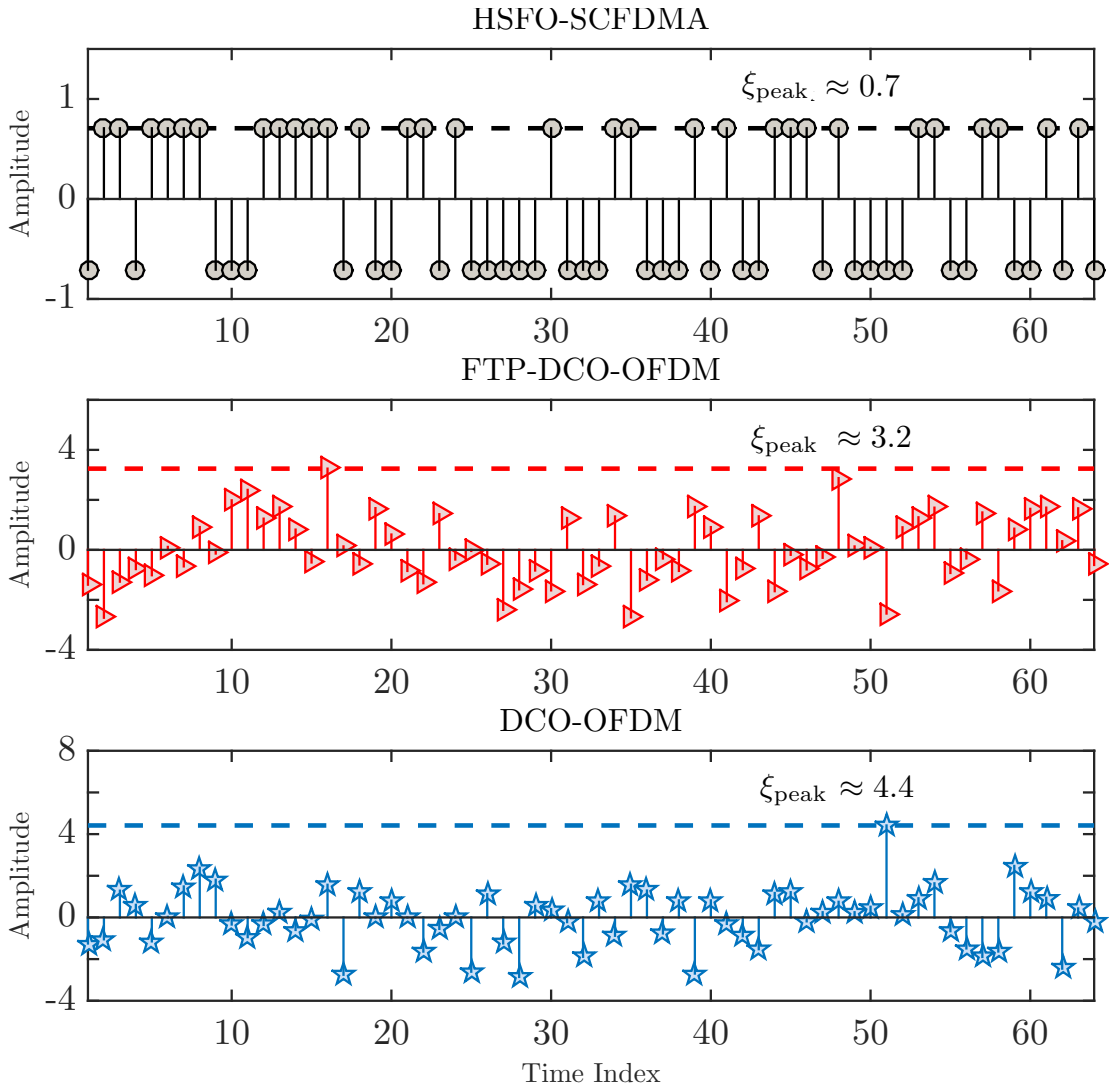 HSFO-SCFDMA
ξpeak ≈ 0.7
Amplitude
1
0
-1
10 20 30 40 50 60
FTP-DCO-OFDM
ξpeak ≈ 3.2
Amplitude
4
0
-4
10 20 30 40 50 60
DCO-OFDM
ξpeak ≈ 4.4
Amplitude
8
4
0
-4
10 20 30 40 50 60
Time Index